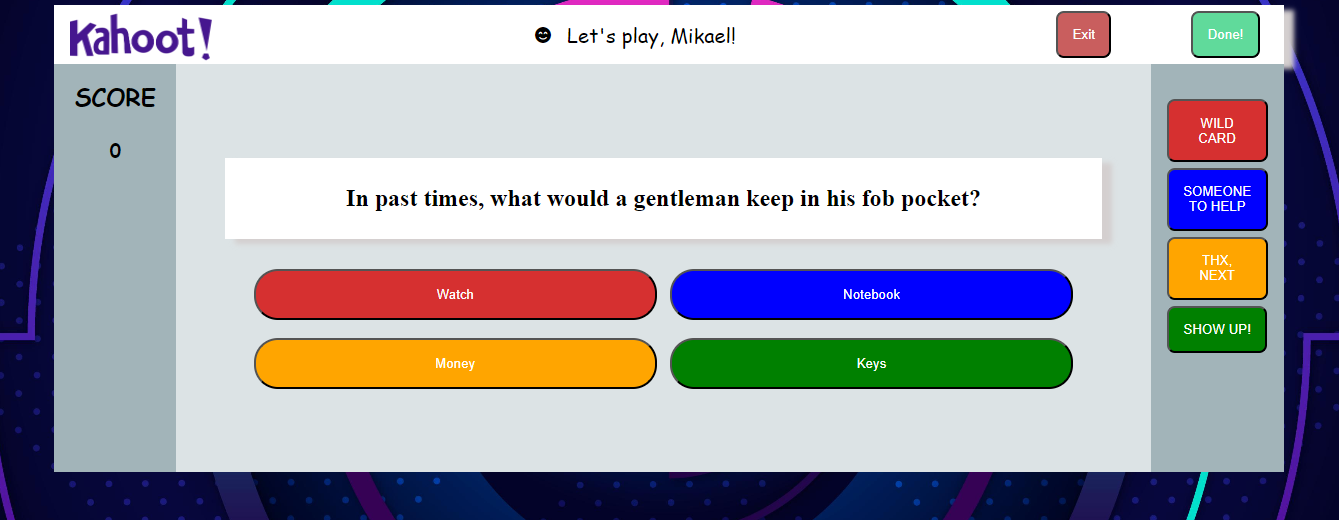 Kahoot!
Let's play, Mikael!
Exit
Done!
SCORE
0
In past times, what would a gentleman keep in his fob pocket?
Watch
Notebook
Money
Keys
WILD
CARD
SOMEONE
TO HELP
THX,
NEXT
SHOW UP!